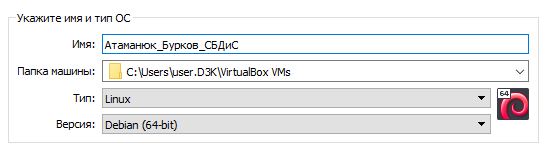 Укажите имя и тип ОС
Имя: Атаманюк_Бурков_СБДиС
Папка машины: C:\Users\user.D3K\VirtualBox VMs
Тип: Linux
64
Версия: Debian (64-bit)